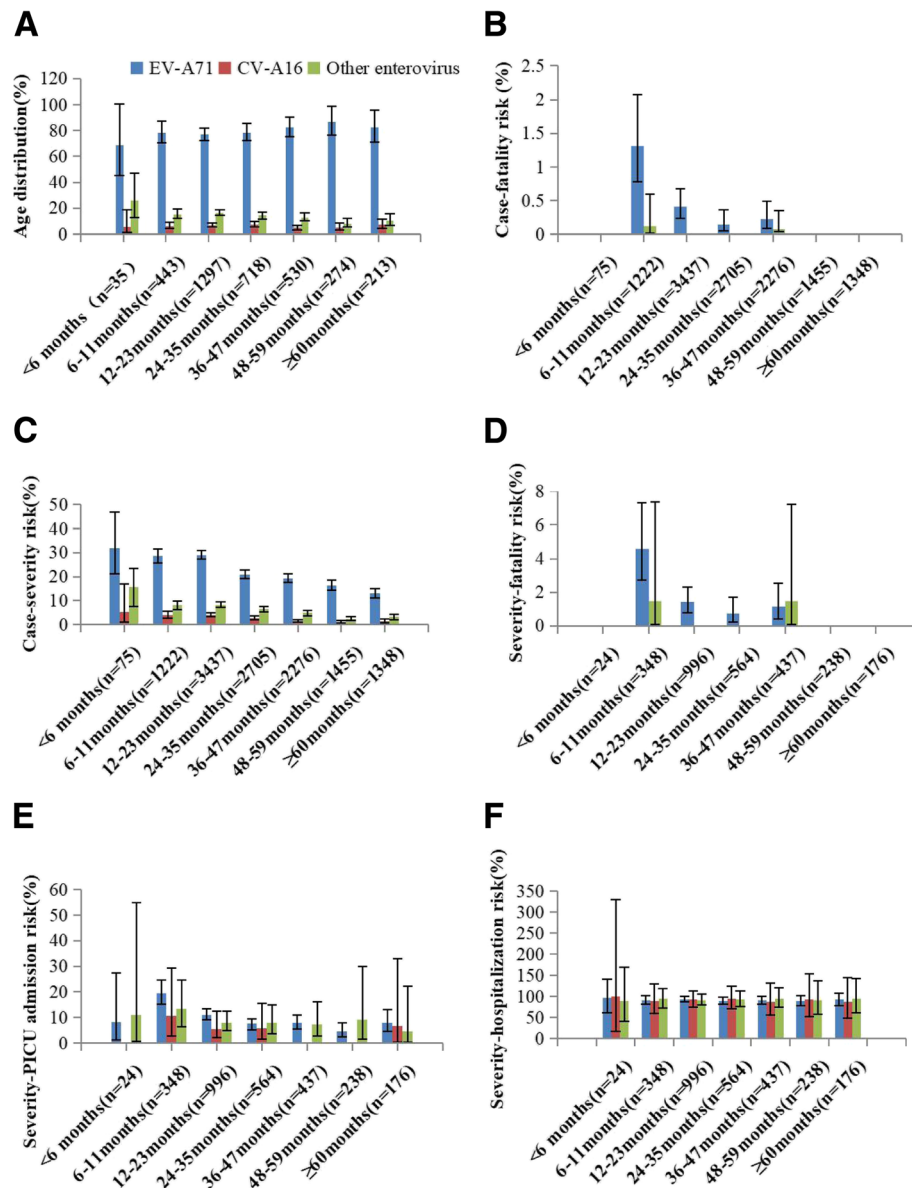 A
EV-A71 CV-A16 Other enterovirus
Age distribution(%)
120
100
80
60
40
20
0
<6 months (n=35)
6-11months(n=443)
12-23months(n=1297)
24-35months(n=718)
36-47months(n=530)
48-59months(n=274)
≥60months(n=213)
B
Case-fatality risk (%)
2.5
2
1.5
1
0.5
0
<6 months(n=75)
6-11months(n=1222)
12-23months(n=3437)
24-35months(n=2705)
36-47months(n=2276)
48-59months(n=1455)
≥60months(n=1348)
C
Case-severity risk(%)
50
40
30
20
10
0
<6 months(n=75)
6-11months(n=1222)
12-23months(n=3437)
24-35months(n=2705)
36-47months(n=2276)
48-59months(n=1455)
≥60months(n=1348)
D
Severity-fatality risk(%)
8
6
4
2
0
<6 months(n=24)
6-11months(n=348)
12-23months(n=996)
24-35months(n=564)
36-47months(n=437)
48-59months(n=238)
≥60months(n=176)
E
Severity-PICU admission risk(%)
60
50
40
30
20
10
0
<6 months(n=24)
6-11months(n=348)
12-23months(n=996)
24-35months(n=564)
36-47months(n=437)
48-59months(n=238)
≥60months(n=176)
F
Severity-hospitalization risk(%)
350
300
250
200
150
100
50
0
<6 months(n=24)
6-11months(n=348)
12-23months(n=996)
24-35months(n=564)
36-47months(n=437)
48-59months(n=238)
≥60months(n=176)